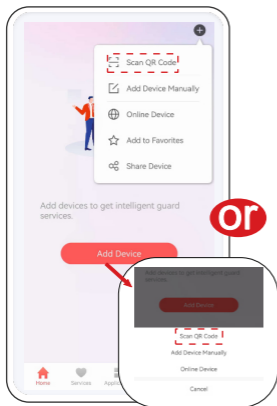 Scan QR Code
Add Device Manually
Online Device
Add to Favorites
Share Device
Add devices to get intelligent guard
services.
or
Add Device
Add devices to get intelligent guard
services.
Add Device
Scan QR Code
Add Device Manually
Online Device
Cancel
Home
Services